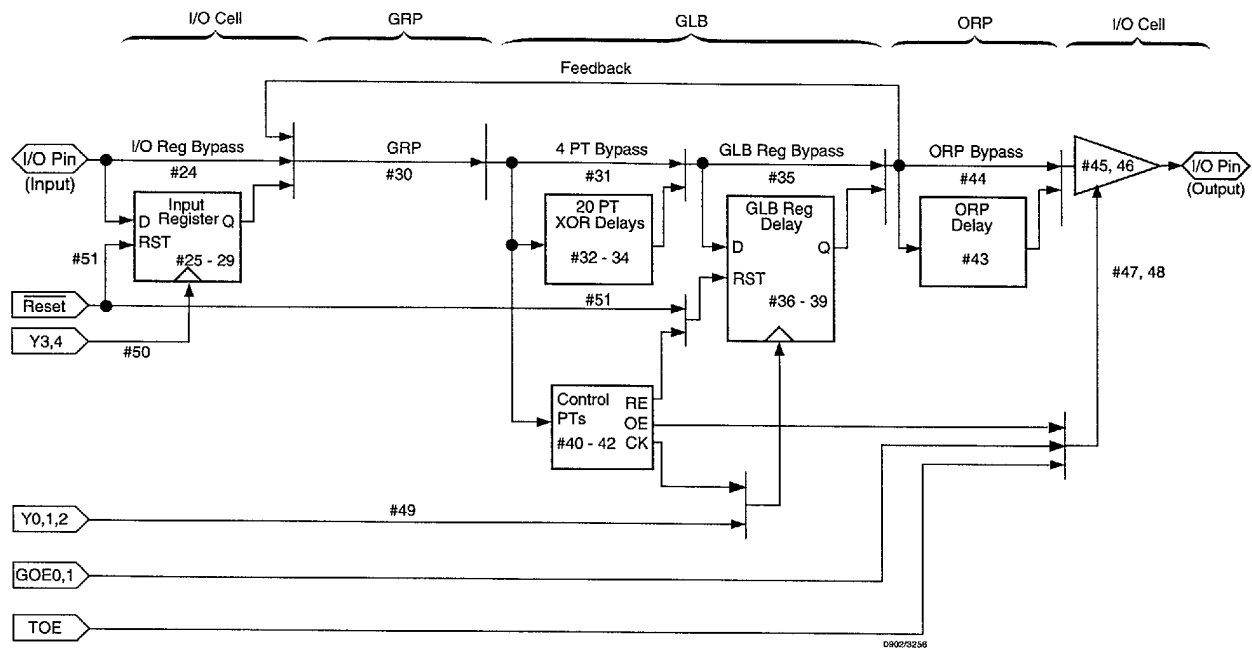 I/O Cell
GRP
GLB
ORP
I/O Cell
Feedback
I/O Pin
(Input)
I/O Reg Bypass
#24
GRP
#30
4 PT Bypass
#31
GLB Reg Bypass
#35
ORP Bypass
#44
#45, 46
I/O Pin
(Output)
Input
Register
D
Q
RST
#25 - 29
20 PT
XOR Delays
#32 - 34
GLB Reg
Delay
D
Q
RST
#36 - 39
ORP
Delay
#43
#47, 48
#51
Reset
#51
Y3,4
#50
Control
PTs
#40 - 42
RE
OE
CK
Y0,1,2
#49
GOE0,1
TOE
0902/3256